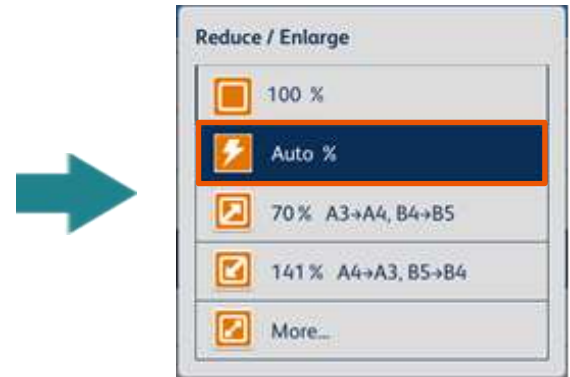 Reduce / Enlarge
100 %
Auto %
70% A3→A4, B4→B5
141% A4→A3, B5→B4
More...